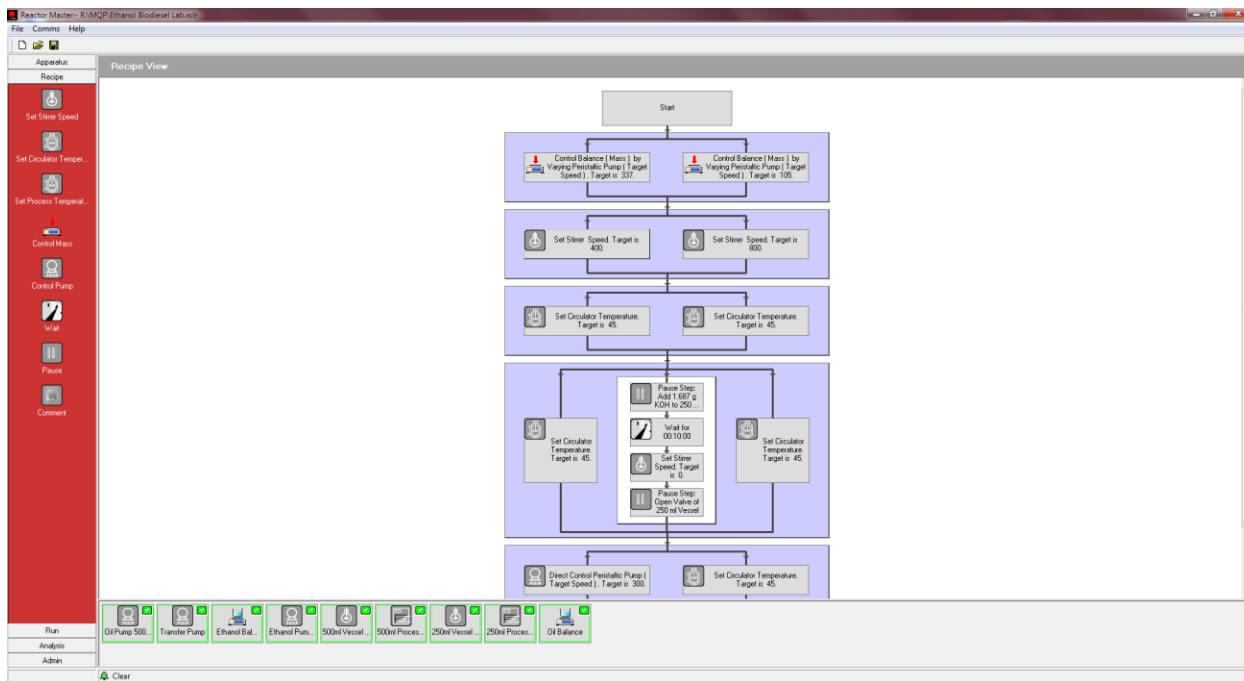 Reactor Master:- R:\MQP\Ethanol Biodiesel Lab.xclr
File Comms Help
Apparatus
Recipe
Set Stirrer Speed
Set Circulator Temper...
Set Process Temperat...
Control Mass
Control Pump
Wait
Pause
Comment
Run
Analysis
Admin
Recipe View
Start
Control Balance ( Mass ) by
Varying Peristaltic Pump ( Target
Speed ) . Target is 337.
Control Balance ( Mass ) by
Varying Peristaltic Pump ( Target
Speed ) . Target is 105.
Set Stirrer Speed. Target is
400.
Set Stirrer Speed. Target is
800.
Set Circulator Temperature.
Target is 45.
Set Circulator Temperature.
Target is 45.
Set Circulator
Temperature.
Target is 45.
Pause Step:
Add 1.687 g
KOH to 250 ...
Wait for
00:10:00
Set Stirrer
Speed. Target
is 0.
Pause Step:
Open Valve of
250 ml Vessel
Set Circulator
Temperature.
Target is 45.
Direct Control Peristaltic Pump (
Target Speed ) . Target is 300.
Set Circulator Temperature.
Target is 45.
Oil Pump 500...
Transfer Pump
Ethanol Bal...
Ethanol Pum...
500ml Vessel ...
500ml Proces...
250ml Vessel ...
250ml Proces...
Oil Balance
Clear